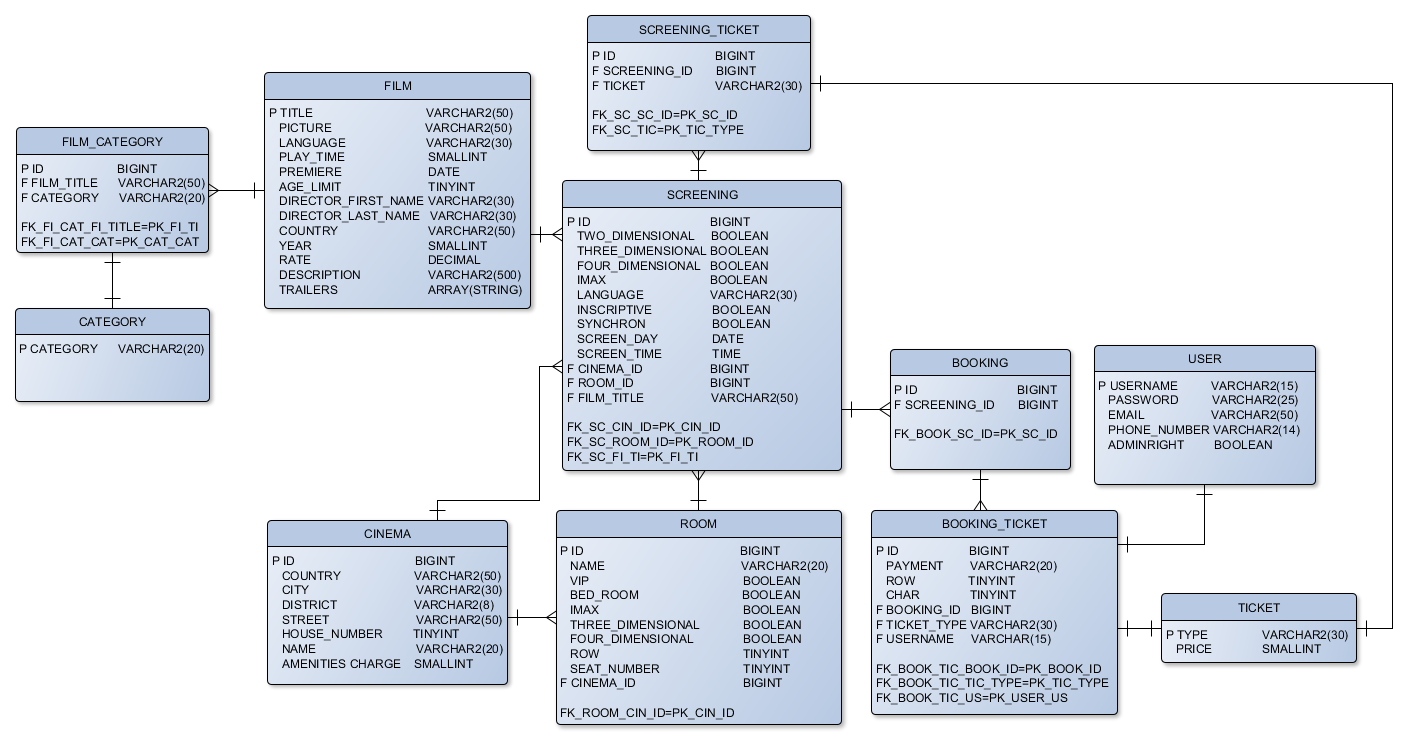 SCREENING_TICKET
P ID BIGINT
F SCREENING_ID BIGINT
F TICKET VARCHAR2(30)
FK_SC_SC_ID=PK_SC_ID
FK_SC_TIC=PK_TIC_TYPE
FILM
P TITLE VARCHAR2(50)
PICTURE VARCHAR2(50)
LANGUAGE VARCHAR2(30)
PLAY_TIME SMALLINT
PREMIERE DATE
AGE_LIMIT TINYINT
DIRECTOR_FIRST_NAME VARCHAR2(30)
DIRECTOR_LAST_NAME VARCHAR2(30)
COUNTRY VARCHAR2(50)
YEAR SMALLINT
RATE DECIMAL
DESCRIPTION VARCHAR2(500)
TRAILERS ARRAY(STRING)
FILM_CATEGORY
P ID BIGINT
F FILM_TITLE VARCHAR2(50)
F CATEGORY VARCHAR2(20)
FK_FI_CAT_FI_TITLE=PK_FI_TI
FK_FI_CAT_CAT=PK_CAT_CAT
CATEGORY
P CATEGORY VARCHAR2(20)
SCREENING
P ID BIGINT
TWO_DIMENSIONAL BOOLEAN
THREE_DIMENSIONAL BOOLEAN
FOUR_DIMENSIONAL BOOLEAN
IMAX BOOLEAN
LANGUAGE VARCHAR2(30)
INSCRIPTIVE BOOLEAN
SYNCHRON BOOLEAN
SCREEN_DAY DATE
SCREEN_TIME TIME
F CINEMA_ID BIGINT
F ROOM_ID BIGINT
F FILM_TITLE VARCHAR2(50)
FK_SC_CIN_ID=PK_CIN_ID
FK_SC_ROOM_ID=PK_ROOM_ID
FK_SC_FI_TI=PK_FI_TI
BOOKING
P ID BIGINT
F SCREENING_ID BIGINT
FK_BOOK_SC_ID=PK_SC_ID
USER
P USERNAME VARCHAR2(15)
PASSWORD VARCHAR2(25)
EMAIL VARCHAR2(50)
PHONE_NUMBER VARCHAR2(14)
ADMINRIGHT BOOLEAN
CINEMA
P ID BIGINT
COUNTRY VARCHAR2(50)
CITY VARCHAR2(30)
DISTRICT VARCHAR2(8)
STREET VARCHAR2(50)
HOUSE_NUMBER TINYINT
NAME VARCHAR2(20)
AMENITIES CHARGE SMALLINT
ROOM
P ID BIGINT
NAME VARCHAR2(20)
VIP BOOLEAN
BED_ROOM BOOLEAN
IMAX BOOLEAN
THREE_DIMENSIONAL BOOLEAN
FOUR_DIMENSIONAL BOOLEAN
ROW TINYINT
SEAT_NUMBER TINYINT
F CINEMA_ID BIGINT
FK_ROOM_CIN_ID=PK_CIN_ID
BOOKING_TICKET
P ID BIGINT
PAYMENT VARCHAR2(20)
ROW TINYINT
CHAR TINYINT
F BOOKING_ID BIGINT
F TICKET_TYPE VARCHAR2(30)
F USERNAME VARCHAR(15)
FK_BOOK_TIC_BOOK_ID=PK_BOOK_ID
FK_BOOK_TIC_TIC_TYPE=PK_TIC_TYPE
FK_BOOK_TIC_US=PK_USER_US
TICKET
P TYPE VARCHAR2(30)
PRICE SMALLINT